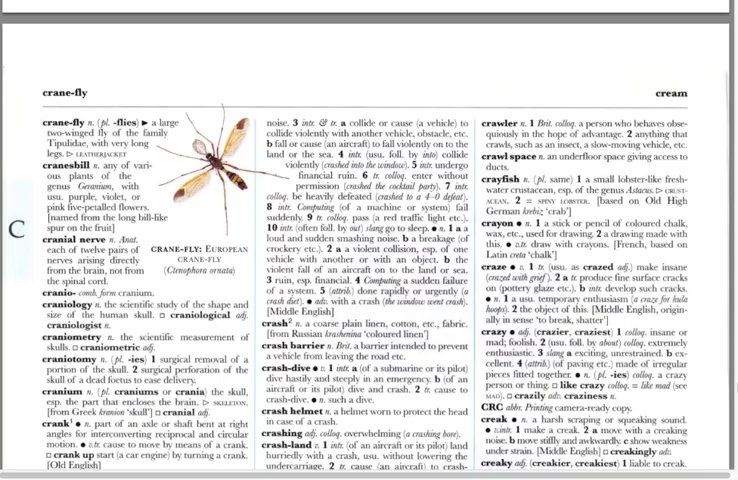 crane-fly
cream
crane-fly n. (pl. -flies) ► a large
two-winged fly of the family
Tipulidae, with very long
legs. ▷ LEATHERJACKET
cranesbill n. any of vari-
ous plants of the
genus Geranium, with
usu. purple, violet, or
pink five-petalled flowers.
[named from the long bill-like
spur on the fruit]
cranial nerve n. Anat.
each of twelve pairs of
nerves arising directly
from the brain, not from
the spinal cord.
cranio- comb. form cranium.
craniology n. the scientific study of the shape and
size of the human skull. □ craniological adj.
craniologist n.
craniometry n. the scientific measurement of
skulls. □ craniometric adj.
craniotomy n. (pl. -ies) 1 surgical removal of a
portion of the skull. 2 surgical perforation of the
skull of a dead foetus to ease delivery.
cranium n. (pl. craniums or crania) the skull,
esp. the part that encloses the brain. ▷ SKELETON.
[from Greek kranion 'skull'] □ cranial adj.
crank¹ ● n. part of an axle or shaft bent at right
angles for interconverting reciprocal and circular
motion. ● v.tr. cause to move by means of a crank.
□ crank up start (a car engine) by turning a crank.
[Old English]
CRANE-FLY: EUROPEAN
CRANE-FLY
(Ctenophora ornata)
C
noise. 3 intr. & tr. a collide or cause (a vehicle) to
collide violently with another vehicle, obstacle, etc.
b fall or cause (an aircraft) to fall violently on to the
land or the sea. 4 intr. (usu. foll. by into) collide
violently (crashed into the window). 5 intr. undergo
financial ruin. 6 tr. colloq. enter without
permission (crashed the cocktail party). 7 intr.
colloq. be heavily defeated (crashed to a 4–0 defeat).
8 intr. Computing (of a machine or system) fail
suddenly. 9 tr. colloq. pass (a red traffic light etc.).
10 intr. (often foll. by out) slang go to sleep. ● n. 1 a a
loud and sudden smashing noise. b a breakage (of
crockery etc.). 2 a a violent collision, esp. of one
vehicle with another or with an object. b the
violent fall of an aircraft on to the land or sea.
3 ruin, esp. financial. 4 Computing a sudden failure
of a system. 5 (attrib.) done rapidly or urgently (a
crash diet). ● adv. with a crash (the window went crash).
[Middle English]
crash² n. a coarse plain linen, cotton, etc., fabric.
[from Russian krashenina 'coloured linen']
crash barrier n. Brit. a barrier intended to prevent
a vehicle from leaving the road etc.
crash-dive ● v. 1 intr. a (of a submarine or its pilot)
dive hastily and steeply in an emergency. b (of an
aircraft or its pilot) dive and crash. 2 tr. cause to
crash-dive. ● n. such a dive.
crash helmet n. a helmet worn to protect the head
in case of a crash.
crashing adj. colloq. overwhelming (a crashing bore).
crash-land v. 1 intr. (of an aircraft or its pilot) land
hurriedly with a crash, usu. without lowering the
undercarriage. 2 tr. cause (an aircraft) to crash-
crawler n. 1 Brit. colloq. a person who behaves obse-
quiously in the hope of advantage. 2 anything that
crawls, such as an insect, a slow-moving vehicle, etc.
crawl space n. an underfloor space giving access to
ducts.
crayfish n. (pl. same) 1 a small lobster-like fresh-
water crustacean, esp. of the genus Astacus. ▷ CRUST-
ACEAN. 2 = SPINY LOBSTER. [based on Old High
German krebiz 'crab']
crayon ● n. 1 a stick or pencil of coloured chalk,
wax, etc., used for drawing. 2 a drawing made with
this. ● v.tr. draw with crayons. [French, based on
Latin creta 'chalk']
craze ● v. 1 tr. (usu. as crazed adj.) make insane
(crazed with grief). 2 a tr. produce fine surface cracks
on (pottery glaze etc.). b intr. develop such cracks.
● n. 1 a usu. temporary enthusiasm (a craze for hula
hoops). 2 the object of this. [Middle English, origin-
ally in sense 'to break, shatter']
crazy ● adj. (crazier, craziest) 1 colloq. insane or
mad; foolish. 2 (usu. foll. by about) colloq. extremely
enthusiastic. 3 slang a exciting, unrestrained. b ex-
cellent. 4 (attrib.) (of paving etc.) made of irregular
pieces fitted together. ● n. (pl. -ies) colloq. a crazy
person or thing. □ like crazy colloq. = like mad (see
MAD). □ crazily adv. craziness n.
CRC abbr. Printing camera-ready copy.
creak ● n. a harsh scraping or squeaking sound.
● v.intr. 1 make a creak. 2 a move with a creaking
noise. b move stiffly and awkwardly. c show weakness
under strain. [Middle English] □ creakingly adv.
creaky adj. (creakier, creakiest) 1 liable to creak.